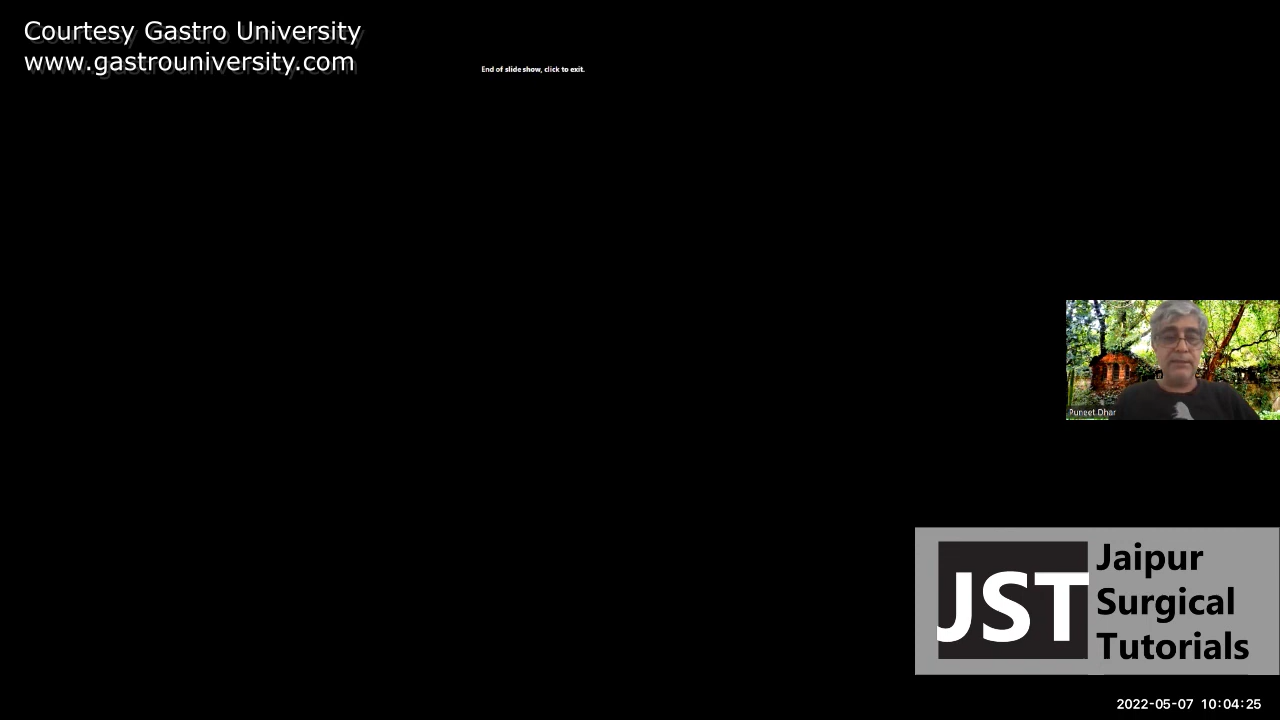 Courtesy Gastro University
www.gastrouniversity.com
End of slide show, click to exit.
Puneet Dhar
JST
Jaipur
Surgical
Tutorials
2022-05-07 10:04:25